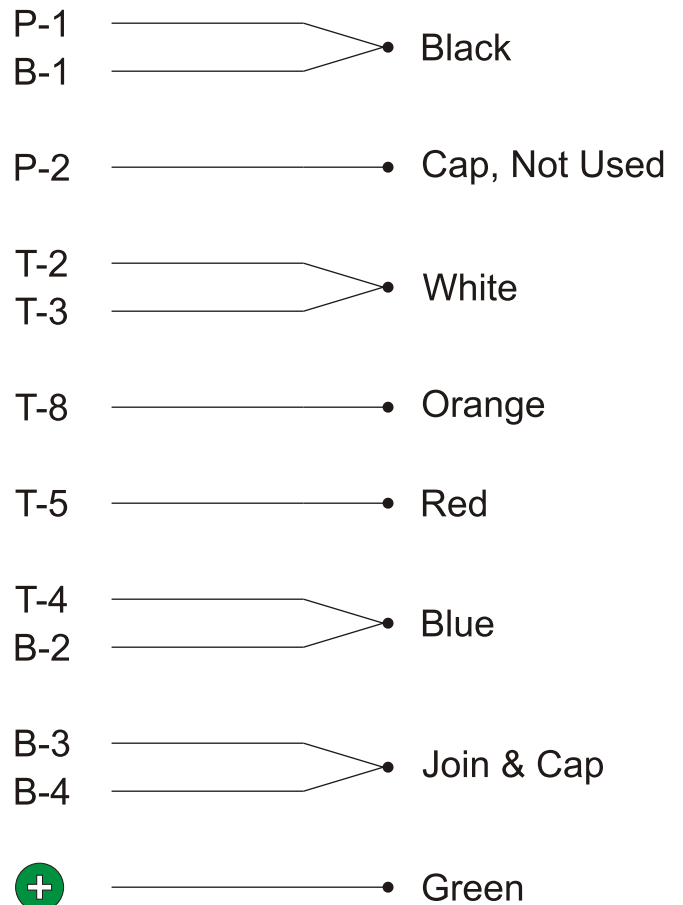 P-1
B-1
Black
P-2
Cap, Not Used
T-2
T-3
White
T-8
Orange
T-5
Red
T-4
B-2
Blue
B-3
B-4
Join & Cap
+
Green